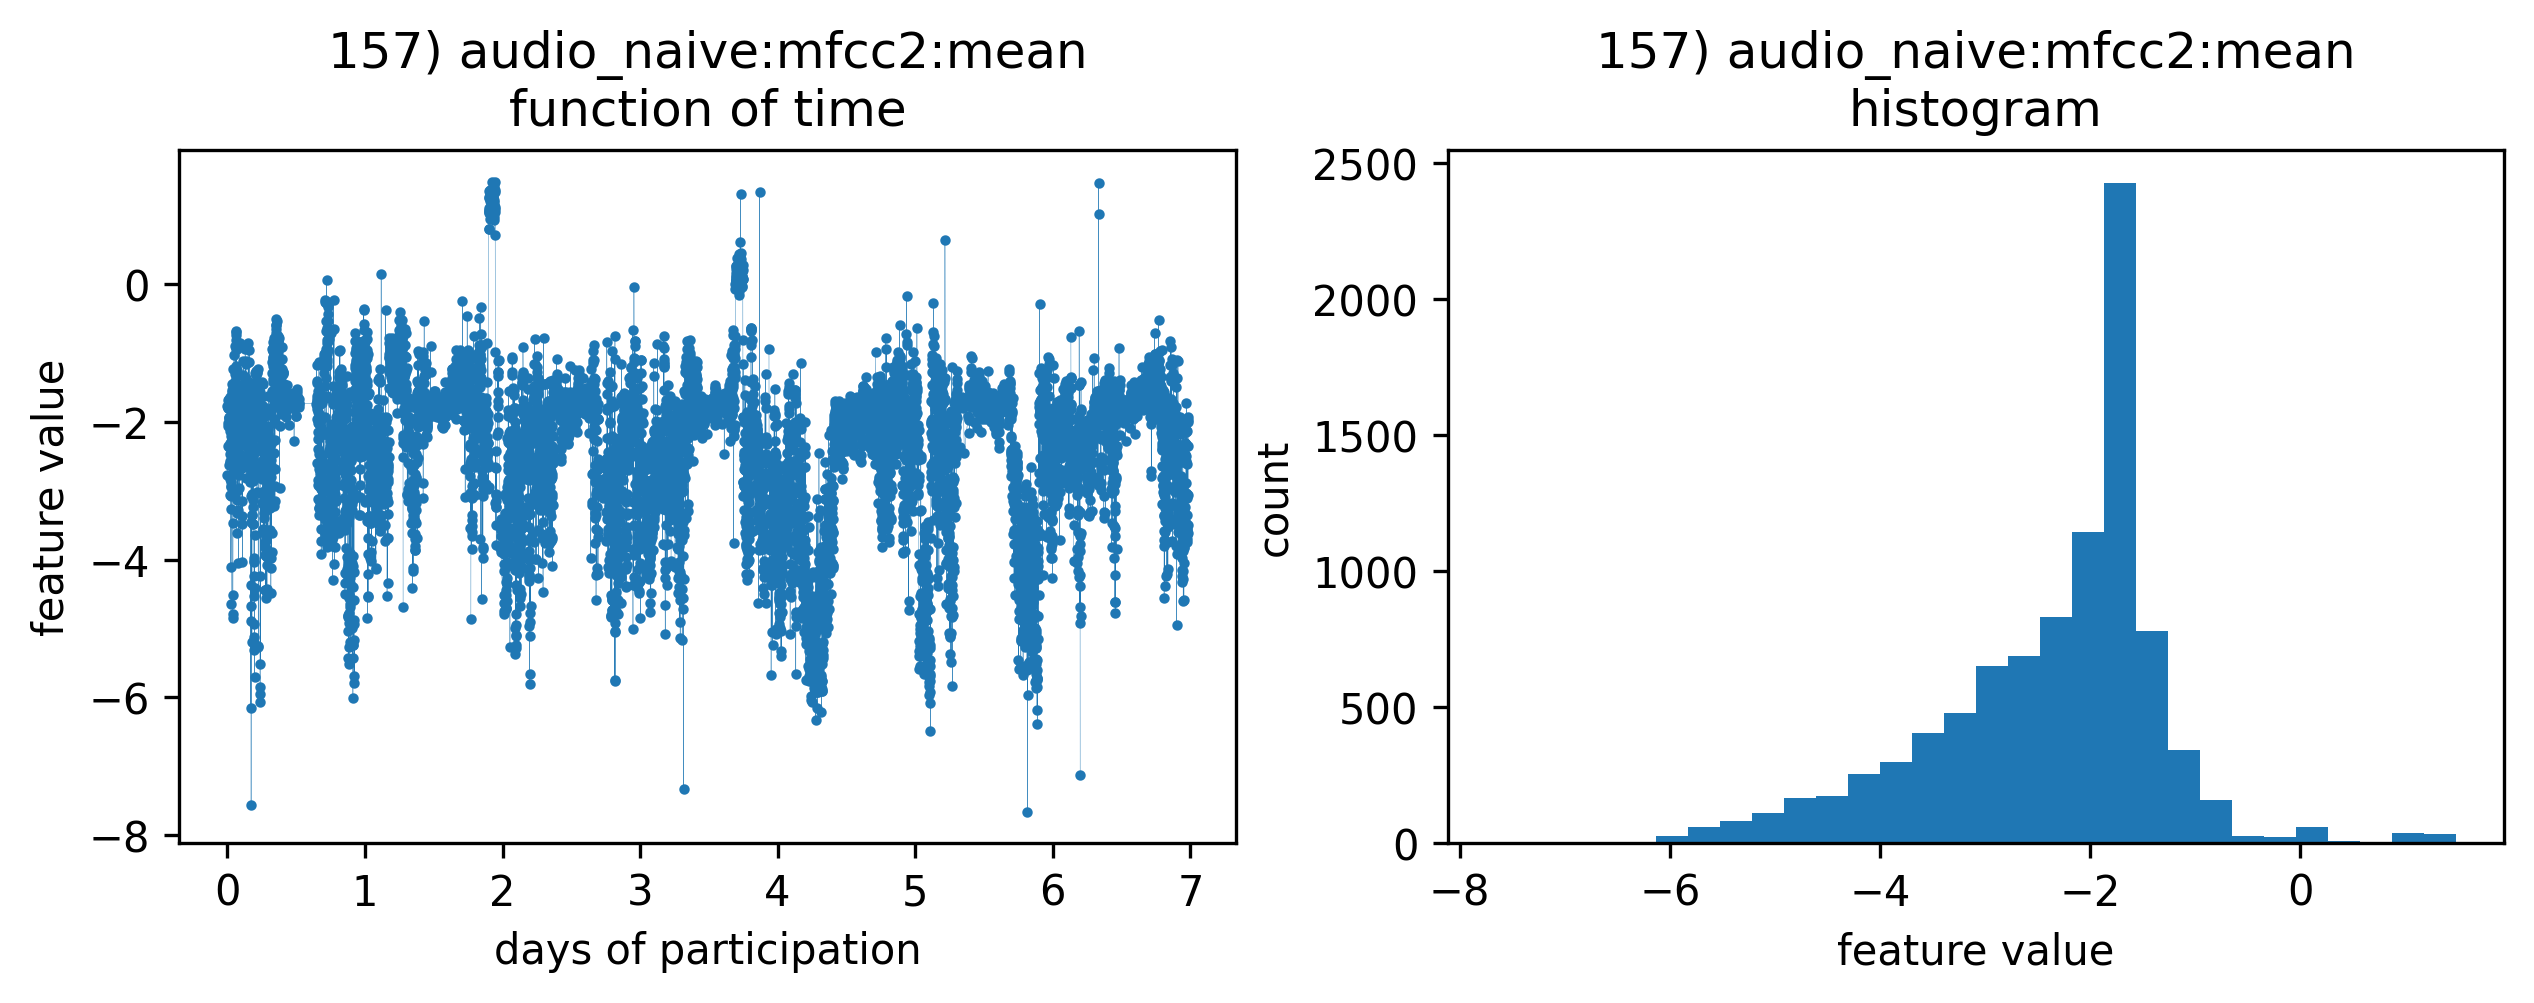 157) audio_naive:mfcc2:mean
function of time
feature value
0
−2
−4
−6
−8
0 1 2 3 4 5 6 7
days of participation
157) audio_naive:mfcc2:mean
histogram
count
2500
2000
1500
1000
500
0
−8 −6 −4 −2 0
feature value